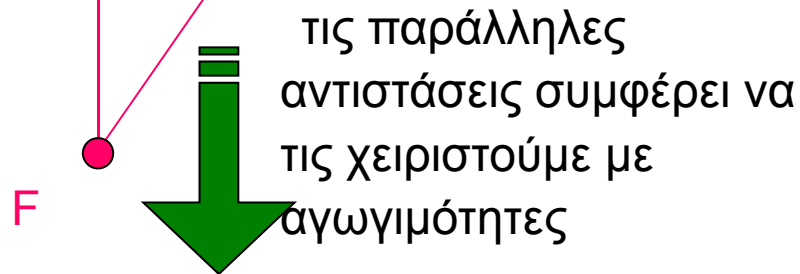 τις παράλληλες
αντιστάσεις συμφέρει να
τις χειριστούμε με
αγωγιμότητες
F